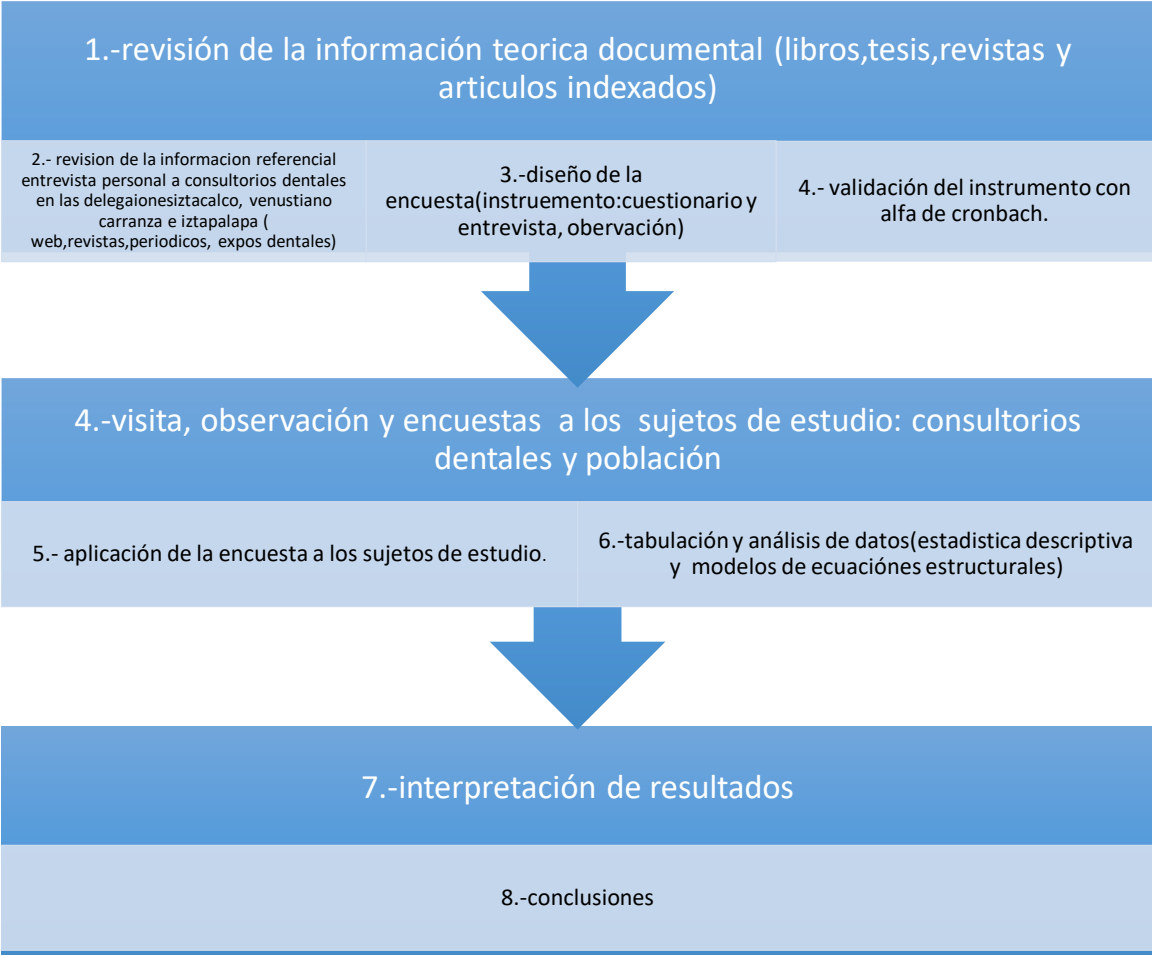 1.-revisión de la información teorica documental (libros,tesis,revistas y
articulos indexados)
2.- revision de la informacion referencial
entrevista personal a consultorios dentales
en las delegaionesiztacalco, venustiano
carranza e iztapalapa (
web,revistas,periodicos, expos dentales)
3.-diseño de la
encuesta(instruemento:cuestionario y
entrevista, obervación)
4.- validación del instrumento con
alfa de cronbach.
4.-visita, observación y encuestas a los sujetos de estudio: consultorios
dentales y población
5.- aplicación de la encuesta a los sujetos de estudio.
6.-tabulación y análisis de datos(estadistica descriptiva
y modelos de ecuaciónes estructurales)
7.-interpretación de resultados
8.-conclusiones